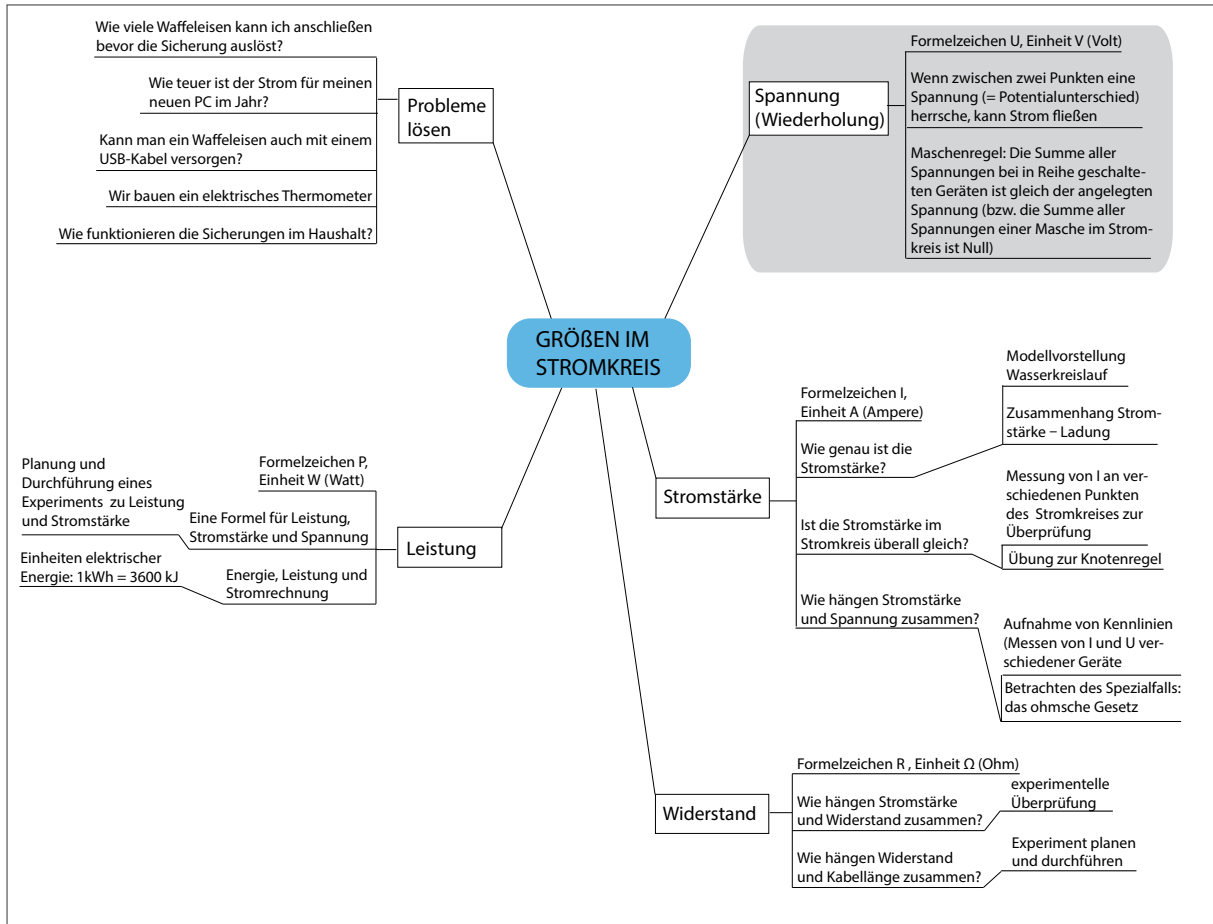 Wie viele Waffeleisen kann ich anschließen
bevor die Sicherung auslöst?
Wie teuer ist der Strom für meinen
neuen PC im Jahr?
Kann man ein Waffeleisen auch mit einem
USB-Kabel versorgen?
Wir bauen ein elektrisches Thermometer
Wie funktionieren die Sicherungen im Haushalt?
Probleme
lösen
Spannung
(Wiederholung)
Formelzeichen U, Einheit V (Volt)
Wenn zwischen zwei Punkten eine
Spannung (= Potentialunterschied)
herrsche, kann Strom fließen
Maschenregel: Die Summe aller
Spannungen bei in Reihe geschalte-
ten Geräten ist gleich der angelegten
Spannung (bzw. die Summe aller
Spannungen einer Masche im Strom-
kreis ist Null)
GRÖßEN IM
STROMKREIS
Stromstärke
Formelzeichen I,
Einheit A (Ampere)
Wie genau ist die
Stromstärke?
Modellvorstellung
Wasserkreislauf
Zusammenhang Strom-
stärke – Ladung
Ist die Stromstärke im
Stromkreis überall gleich?
Messung von I an ver-
schiedenen Punkten
des Stromkreises zur
Überprüfung
Übung zur Knotenregel
Wie hängen Stromstärke
und Spannung zusammen?
Aufnahme von Kennlinien
(Messen von I und U ver-
schiedener Geräte
Betrachten des Spezialfalls:
das ohmsche Gesetz
Leistung
Formelzeichen P,
Einheit W (Watt)
Eine Formel für Leistung,
Stromstärke und Spannung
Planung und
Durchführung eines
Experiments zu Leistung
und Stromstärke
Energie, Leistung und
Stromrechnung
Einheiten elektrischer
Energie: 1kWh = 3600 kJ
Widerstand
Formelzeichen R , Einheit Ω (Ohm)
Wie hängen Stromstärke
und Widerstand zusammen?
experimentelle
Überprüfung
Wie hängen Widerstand
und Kabellänge zusammen?
Experiment planen
und durchführen